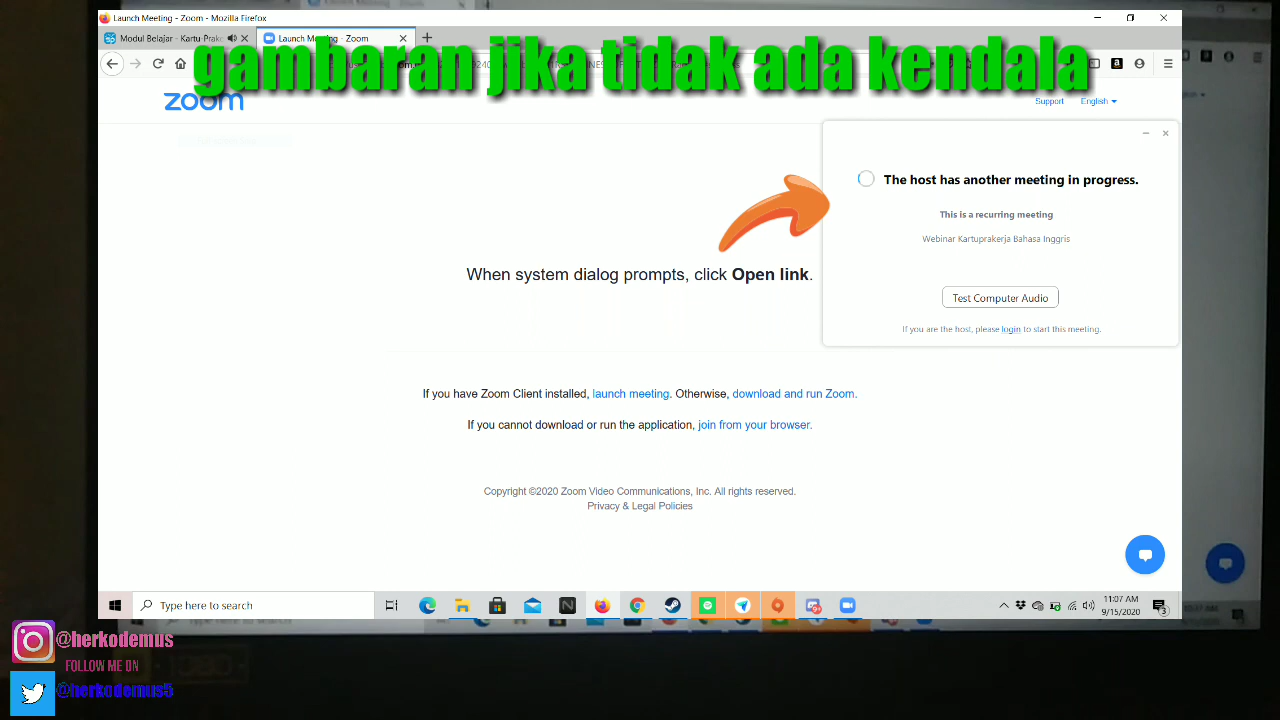 Launch Meeting - Zoom - Mozilla Firefox
Modul Belajar - Kartu-Prake
Launch Meeting - Zoom
gambaran jika tidak ada kendala
zoom
Support English
The host has another meeting in progress.
This is a recurring meeting
Webinar Kartuprakerja Bahasa Inggris
When system dialog prompts, click Open link.
Test Computer Audio
If you are the host, please login to start this meeting.
If you have Zoom Client installed, launch meeting. Otherwise, download and run Zoom.
If you cannot download or run the application, join from your browser.
Copyright ©2020 Zoom Video Communications, Inc. All rights reserved.
Privacy & Legal Policies
Type here to search
11:07 AM
9/15/2020
3
@herkodemus
FOLLOW ME ON
@herkodemus5